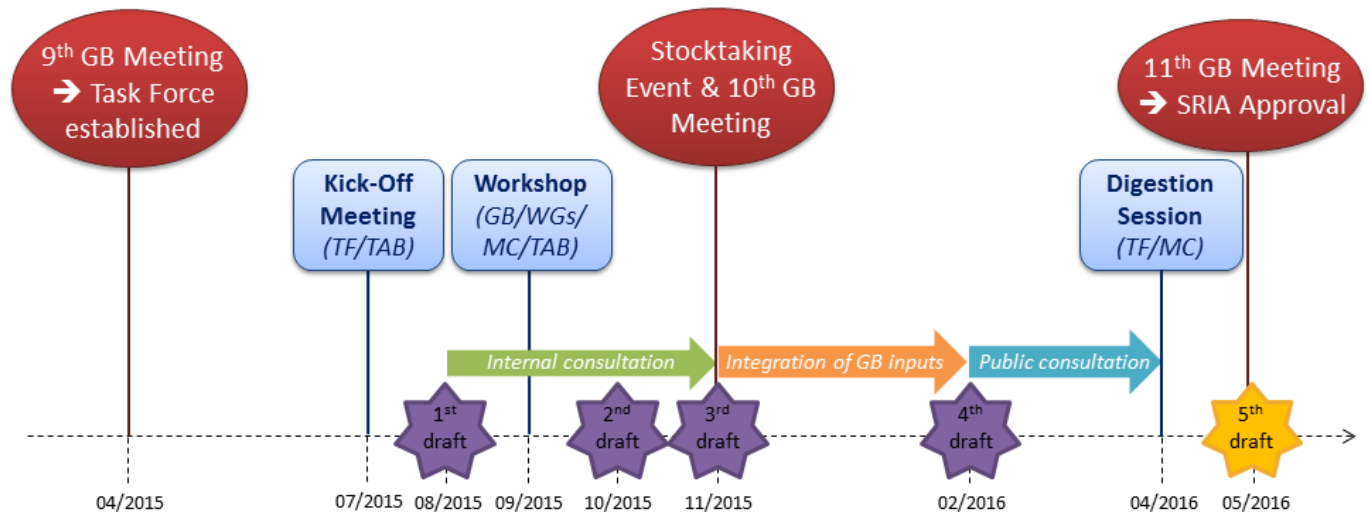 9th GB Meeting
➔ Task Force
established
Stocktaking
Event & 10th GB
Meeting
11th GB Meeting
➔ SRIA Approval
Kick-Off
Meeting
(TF/TAB)
Workshop
(GB/WGs/
MC/TAB)
Digestion
Session
(TF/MC)
Internal consultation
Integration of GB inputs
Public consultation
1st
draft
2nd
draft
3rd
draft
4th
draft
5th
draft
04/2015
07/2015
08/2015
09/2015
10/2015
11/2015
02/2016
04/2016
05/2016